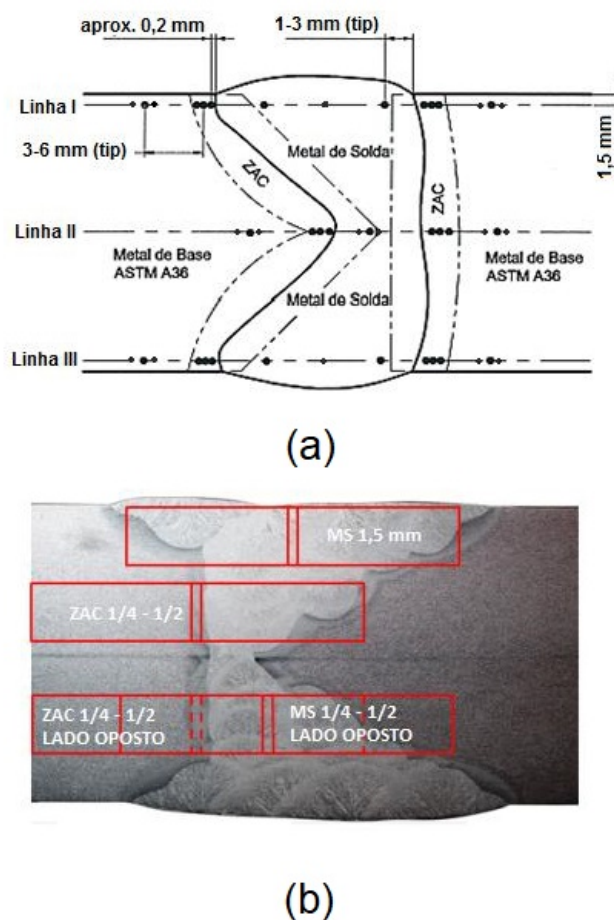 aprox. 0,2 mm
1-3 mm (tip)
Linha I
1,5 mm
3-6 mm (tip)
Metal de Solda
ZAC
ZAC
Linha II
Metal de Base
ASTM A36
Metal de Base
ASTM A36
Metal de Solda
Linha III
(a)
MS 1,5 mm
ZAC 1/4 - 1/2
ZAC 1/4 - 1/2
LADO OPOSTO
MS 1/4 - 1/2
LADO OPOSTO
(b)